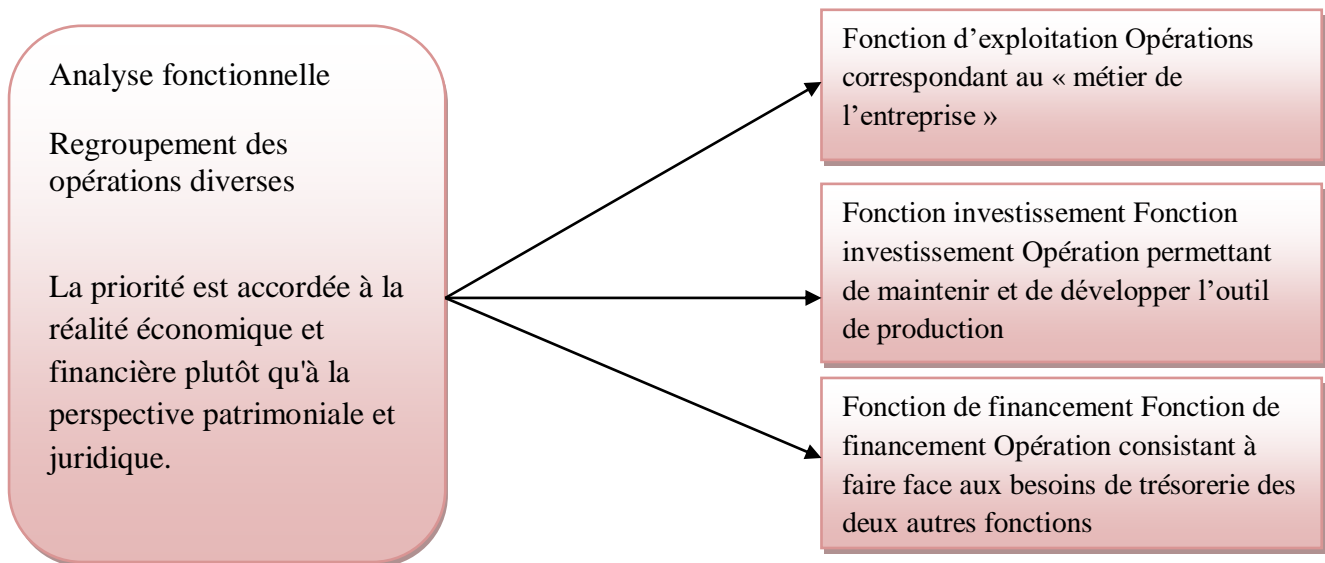 Analyse fonctionnelle
Regroupement des
opérations diverses
La priorité est accordée à la
réalité économique et
financière plutôt qu'à la
perspective patrimoniale et
juridique.
Fonction d’exploitation Opérations
correspondant au « métier de
l’entreprise »
Fonction investissement Fonction
investissement Opération permettant
de maintenir et de développer l’outil
de production
Fonction de financement Fonction de
financement Opération consistant à
faire face aux besoins de trésorerie des
deux autres fonctions